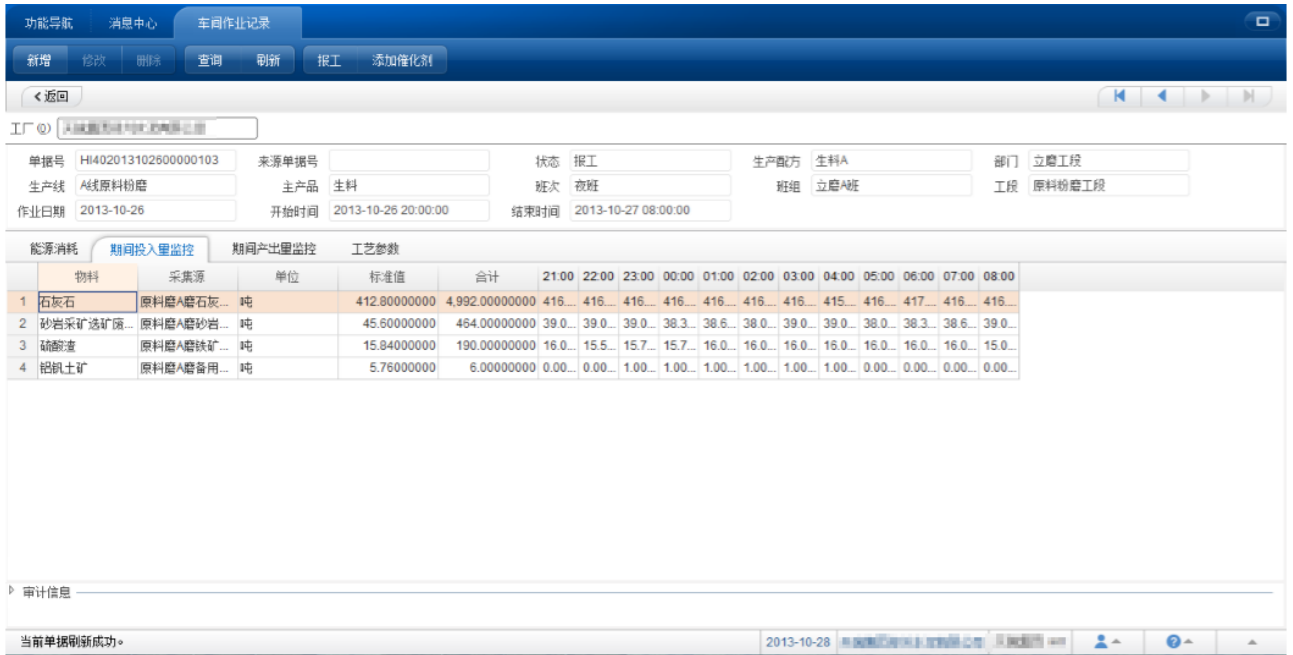 功能导航 消息中心 车间作业记录
新增 修改 删除 查询 刷新 报工 添加催化剂
返回
工厂(O)
单据号 HI402013102600000103 来源单据号 状态 报工 生产配方 生料A 部门 立磨工段
生产线 A线原料粉磨 主产品 生料 班次 夜班 班组 立磨A班 工段 原料粉磨工段
作业日期 2013-10-26 开始时间 2013-10-26 20:00:00 结束时间 2013-10-27 08:00:00
能源消耗 期间投入量监控 期间产出量监控 工艺参数
物料 采集源 单位 标准值 合计 21:00 22:00 23:00 00:00 01:00 02:00 03:00 04:00 05:00 06:00 07:00 08:00
1 石灰石 原料磨A磨石灰... 吨 412.80000000 4,992.00000000 416.... 416.... 416.... 416.... 416.... 416.... 416.... 415.... 416.... 417.... 416.... 416....
2 砂岩采矿选矿废... 原料磨A磨砂岩... 吨 45.60000000 464.00000000 39.0... 39.0... 39.0... 38.3... 38.6... 38.0... 39.0... 39.0... 38.0... 38.3... 38.6... 39.0...
3 硫酸渣 原料磨A磨铁矿... 吨 15.84000000 190.00000000 16.0... 15.5... 15.7... 15.7... 16.0... 16.0... 16.0... 16.0... 16.0... 16.0... 16.0... 15.0...
4 铝钒土矿 原料磨A磨备用... 吨 5.76000000 6.00000000 0.00... 0.00... 1.00... 1.00... 1.00... 1.00... 1.00... 1.00... 0.00... 0.00... 0.00... 0.00...
审计信息
当前单据刷新成功。 2013-10-28